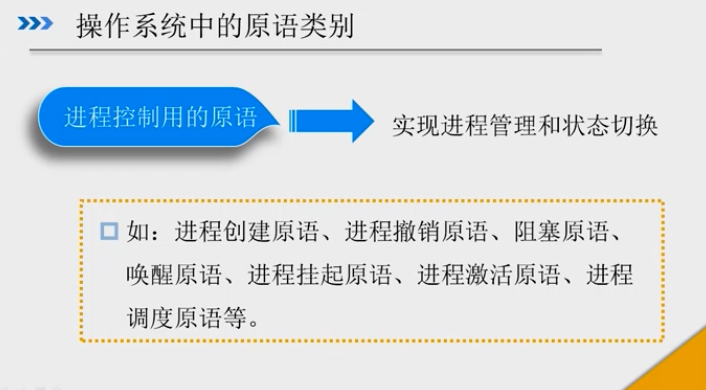 操作系统中的原语类别
进程控制用的原语
实现进程管理和状态切换
如：进程创建原语、进程撤销原语、阻塞原语、
唤醒原语、进程挂起原语、进程激活原语、进程
调度原语等。